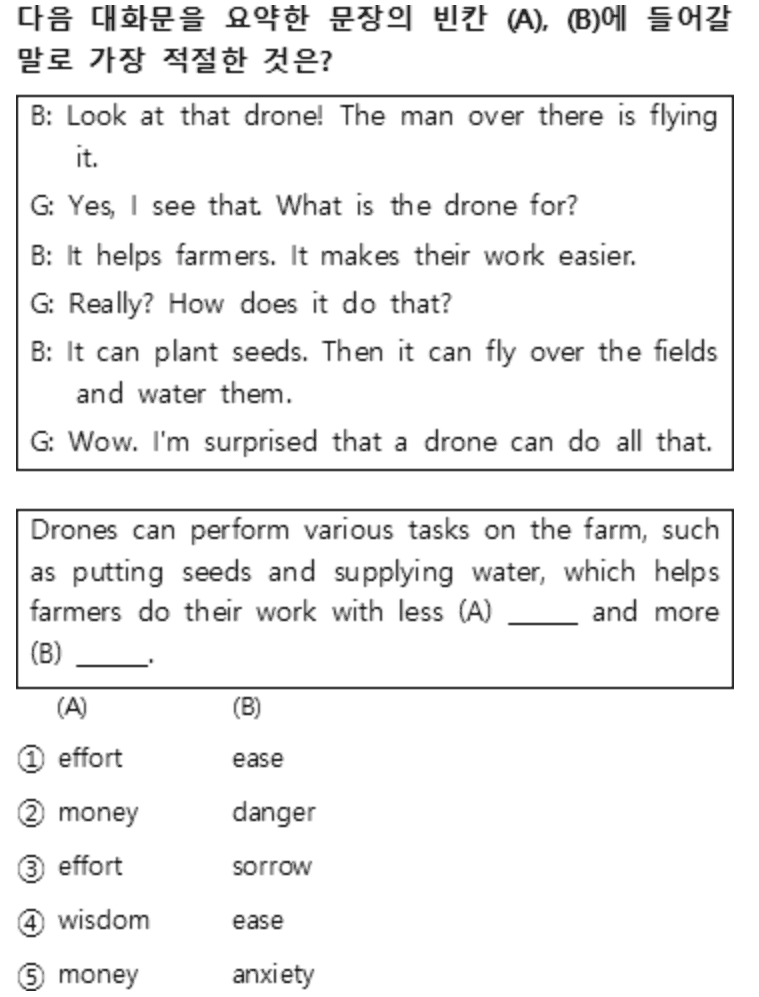 다음 대화문을 요약한 문장의 빈칸 (A), (B)에 들어갈
말로 가장 적절한 것은?
B: Look at that drone! The man over there is flying
it.
G: Yes, I see that. What is the drone for?
B: It helps farmers. It makes their work easier.
G: Really? How does it do that?
B: It can plant seeds. Then it can fly over the fields
and water them.
G: Wow. I'm surprised that a drone can do all that.
Drones can perform various tasks on the farm, such
as putting seeds and supplying water, which helps
farmers do their work with less (A) _____ and more
(B) _____.
(A) (B)
① effort ease
② money danger
③ effort sorrow
④ wisdom ease
⑤ money anxiety